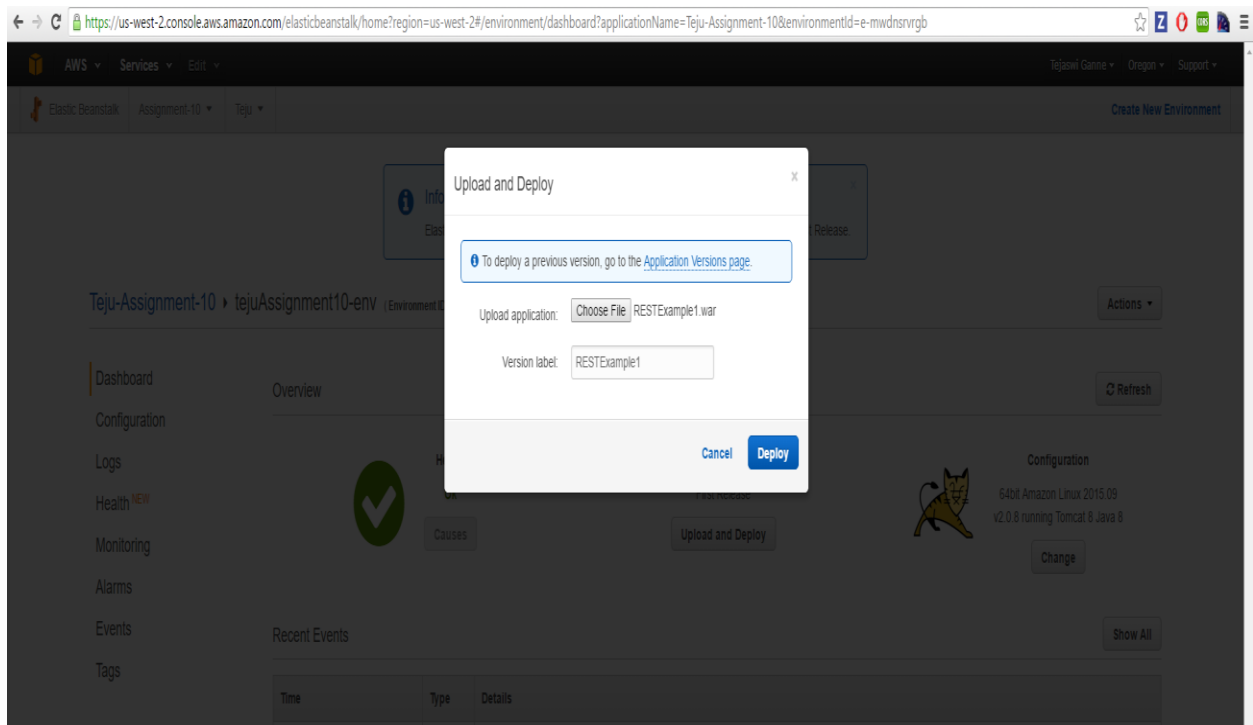 https://us-west-2.console.aws.amazon.com/elasticbeanstalk/home?region=us-west-2#/environment/dashboard?applicationName=Teju-Assignment-10&environmentId=e-mwdnsrvrgb
AWS Services Edit Tejaswi Ganne Oregon Support
Elastic Beanstalk Assignment-10 Teju Create New Environment
Upload and Deploy x
To deploy a previous version, go to the Application Versions page.
Release.
Upload application: Choose File RESTExample1.war
Version label: RESTExample1
Cancel Deploy
Teju-Assignment-10 tejuAssignment10-env Actions
Dashboard
Configuration
Logs
Health NEW
Monitoring
Alarms
Events
Tags
Overview Refresh
Causes
Upload and Deploy
Configuration
64bit Amazon Linux 2015.09
v2.0.8 running Tomcat 8 Java 8
Change
Recent Events Show All
Time Type Details